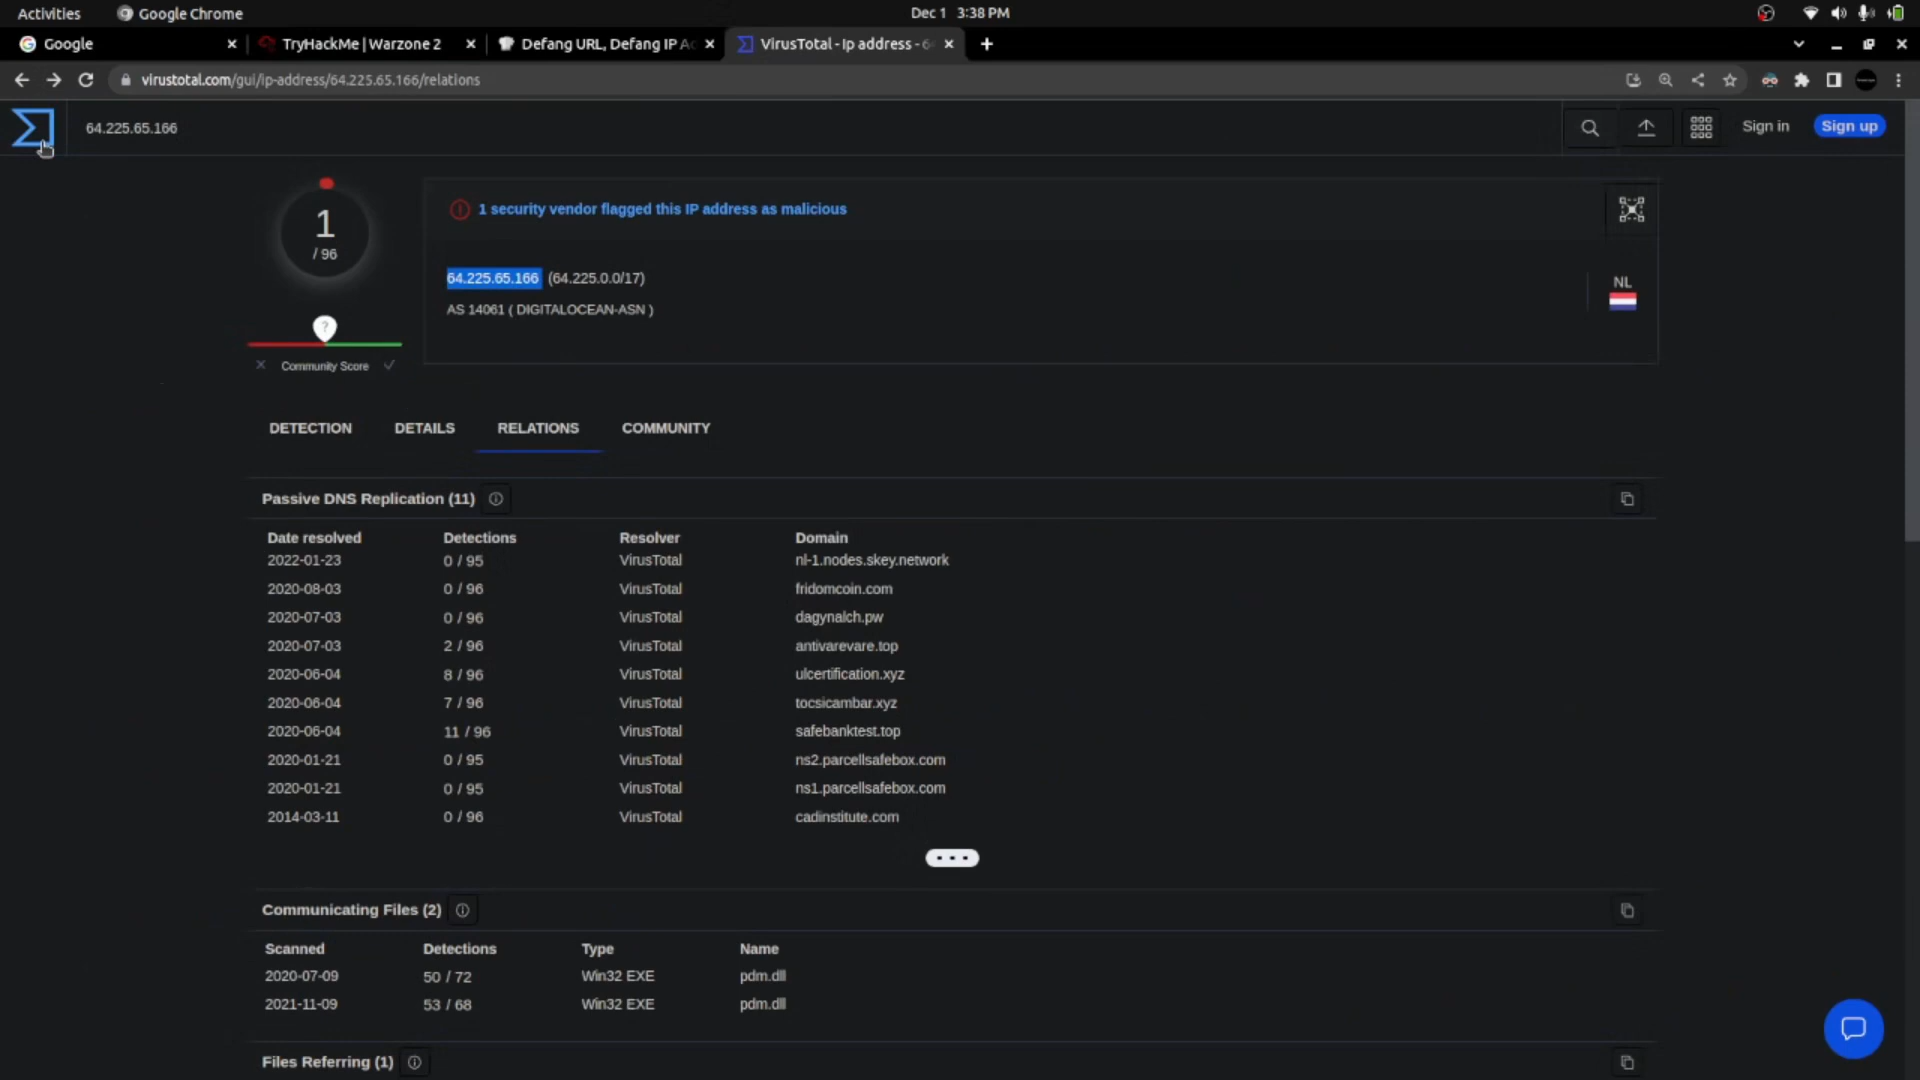 Activities Google Chrome Dec 1 3:38 PM
Google TryHackMe | Warzone 2 Defang URL, Defang IP Ad VirusTotal - Ip address - 6
virustotal.com/gui/ip-address/64.225.65.166/relations
64.225.65.166 Sign in Sign up
1
/ 96
1 security vendor flagged this IP address as malicious
64.225.65.166 (64.225.0.0/17)
AS 14061 ( DIGITALOCEAN-ASN )
NL
?
Community Score
DETECTION DETAILS RELATIONS COMMUNITY
Passive DNS Replication (11)
Date resolved Detections Resolver Domain
2022-01-23 0 / 95 VirusTotal nl-1.nodes.skey.network
2020-08-03 0 / 96 VirusTotal fridomcoin.com
2020-07-03 0 / 96 VirusTotal dagynalch.pw
2020-07-03 2 / 96 VirusTotal antivarevare.top
2020-06-04 8 / 96 VirusTotal ulcertification.xyz
2020-06-04 7 / 96 VirusTotal tocsicambar.xyz
2020-06-04 11 / 96 VirusTotal safebanktest.top
2020-01-21 0 / 95 VirusTotal ns2.parcellsafebox.com
2020-01-21 0 / 95 VirusTotal ns1.parcellsafebox.com
2014-03-11 0 / 96 VirusTotal cadinstitute.com
Communicating Files (2)
Scanned Detections Type Name
2020-07-09 50 / 72 Win32 EXE pdm.dll
2021-11-09 53 / 68 Win32 EXE pdm.dll
Files Referring (1)